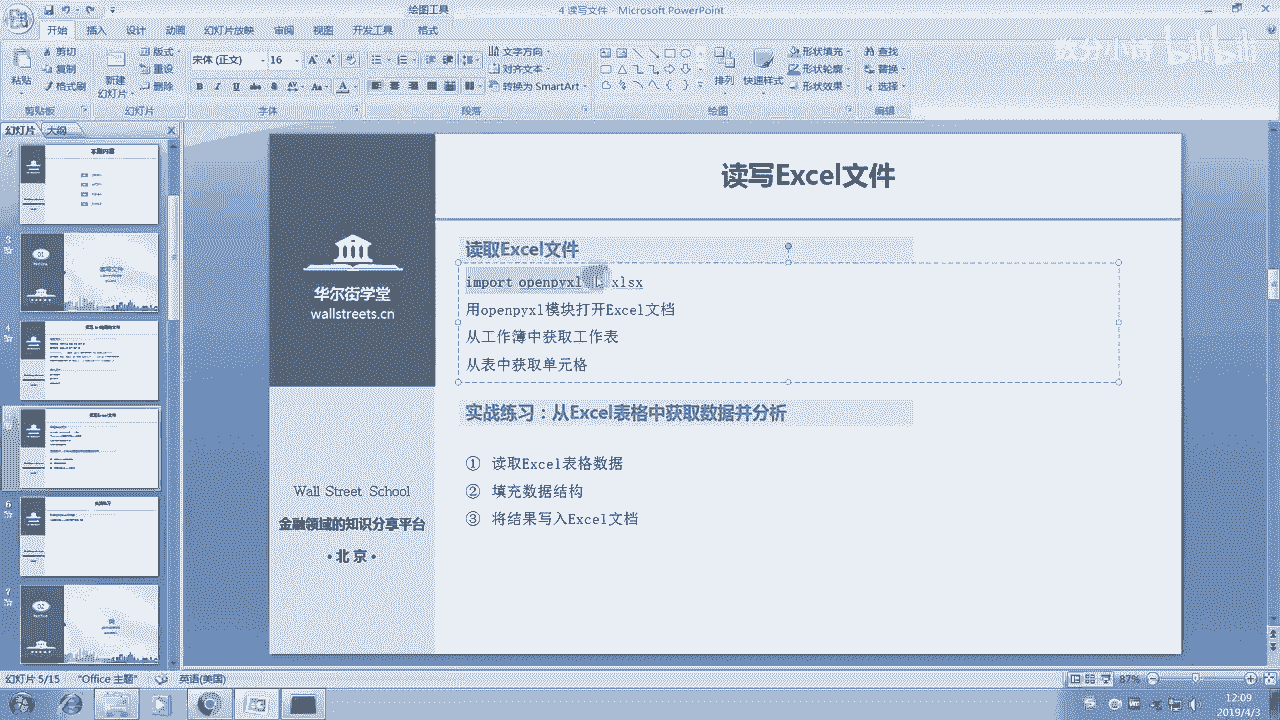 绘图工具
4 读写文件 - Microsoft PowerPoint
开始 插入 设计 动画 幻灯片放映 审阅 视图 开发工具 格式
剪切
复制
格式刷
粘贴
剪贴板
新建
幻灯片
版式
重设
删除
幻灯片
宋体 (正文) 16
字体
文字方向
对齐文本
转换为 SmartArt
段落
排列 快速样式
形状填充
形状轮廓
形状效果
绘图
查找
替换
选择
编辑
bilibili
幻灯片 大纲
读写Excel文件
读取Excel文件
import openpyxl xlsx
用openpyxl模块打开Excel文档
从工作簿中获取工作表
从表中获取单元格
实战练习：从Excel表格中获取数据并分析
① 读取Excel表格数据
② 填充数据结构
③ 将结果写入Excel文档
华尔街学堂
wallstreets.cn
Wall Street School
金融领域的知识分享平台
• 北 京 •
幻灯片 5/15 "Office 主题" 英语(美国)
87%
12:09
2019/4/3